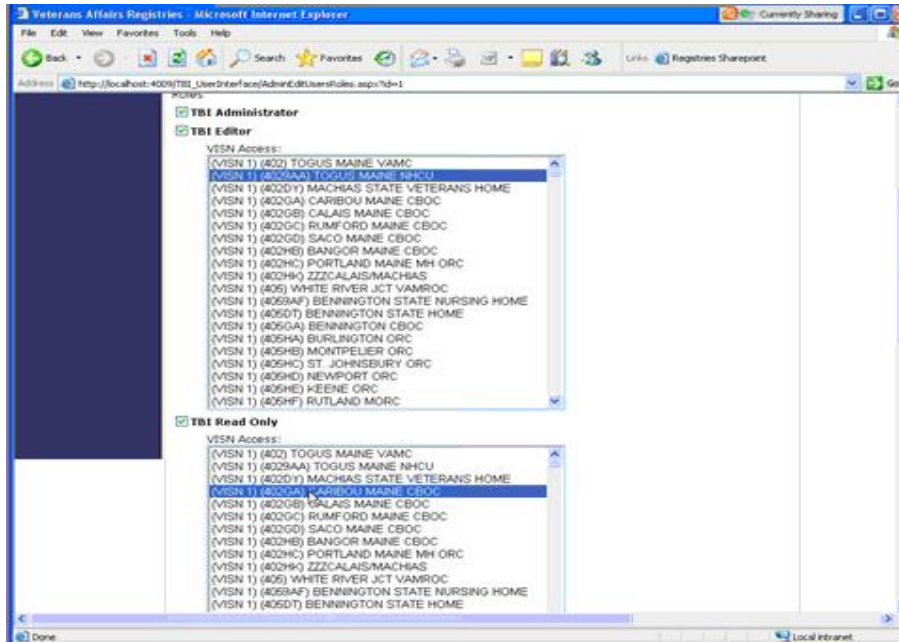 Veterans Affairs Registries - Microsoft Internet Explorer
Currently Sharing
File Edit View Favorites Tools Help
Back Search Favorites Links Registries Sharepoint
Address http://localhost:4009/TBI_UserInterface/AdminEditUsersRoles.aspx?id=1 Go
Roles
TBI Administrator
TBI Editor
VISN Access:
(VISN 1) (402) TOGUS MAINE VAMC
(VISN 1) (4029AA) TOGUS MAINE NHCU
(VISN 1) (402DY) MACHIAS STATE VETERANS HOME
(VISN 1) (402GA) CARIBOU MAINE CBOC
(VISN 1) (402GB) CALAIS MAINE CBOC
(VISN 1) (402GC) RUMFORD MAINE CBOC
(VISN 1) (402GD) SACO MAINE CBOC
(VISN 1) (402HB) BANGOR MAINE CBOC
(VISN 1) (402HC) PORTLAND MAINE MH ORC
(VISN 1) (402HK) ZZZCALAIS/MACHIAS
(VISN 1) (405) WHITE RIVER JCT VAMROC
(VISN 1) (4059AF) BENNINGTON STATE NURSING HOME
(VISN 1) (405DT) BENNINGTON STATE HOME
(VISN 1) (405GA) BENNINGTON CBOC
(VISN 1) (405HA) BURLINGTON ORC
(VISN 1) (405HB) MONTPELIER ORC
(VISN 1) (405HC) ST. JOHNSBURY ORC
(VISN 1) (405HD) NEWPORT ORC
(VISN 1) (405HE) KEENE ORC
(VISN 1) (405HF) RUTLAND MORC
TBI Read Only
VISN Access:
(VISN 1) (402) TOGUS MAINE VAMC
(VISN 1) (4029AA) TOGUS MAINE NHCU
(VISN 1) (402DY) MACHIAS STATE VETERANS HOME
(VISN 1) (402GA) CARIBOU MAINE CBOC
(VISN 1) (402GB) CALAIS MAINE CBOC
(VISN 1) (402GC) RUMFORD MAINE CBOC
(VISN 1) (402GD) SACO MAINE CBOC
(VISN 1) (402HB) BANGOR MAINE CBOC
(VISN 1) (402HC) PORTLAND MAINE MH ORC
(VISN 1) (402HK) ZZZCALAIS/MACHIAS
(VISN 1) (405) WHITE RIVER JCT VAMROC
(VISN 1) (4059AF) BENNINGTON STATE NURSING HOME
(VISN 1) (405DT) BENNINGTON STATE HOME
Done Local intranet